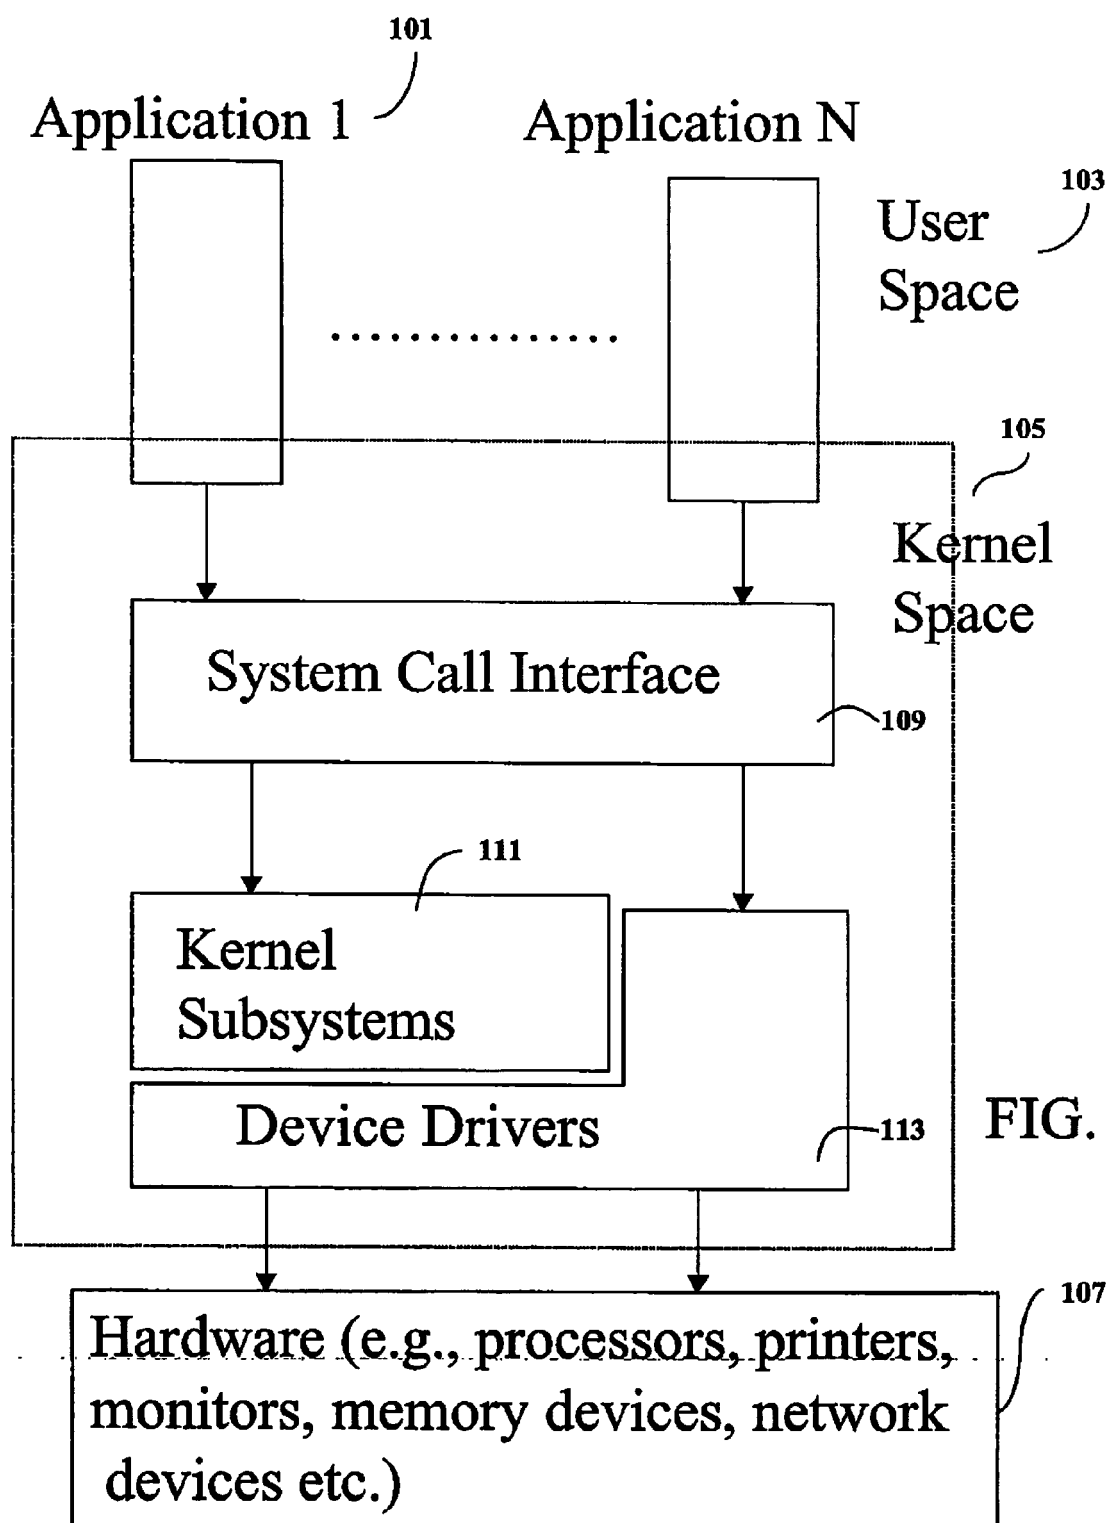 101
Application 1
Application N
103
User
Space
105
Kernel
Space
System Call Interface
109
111
Kernel
Subsystems
Device Drivers
113
FIG.
107
Hardware (e.g., processors, printers,
monitors, memory devices, network
devices etc.)